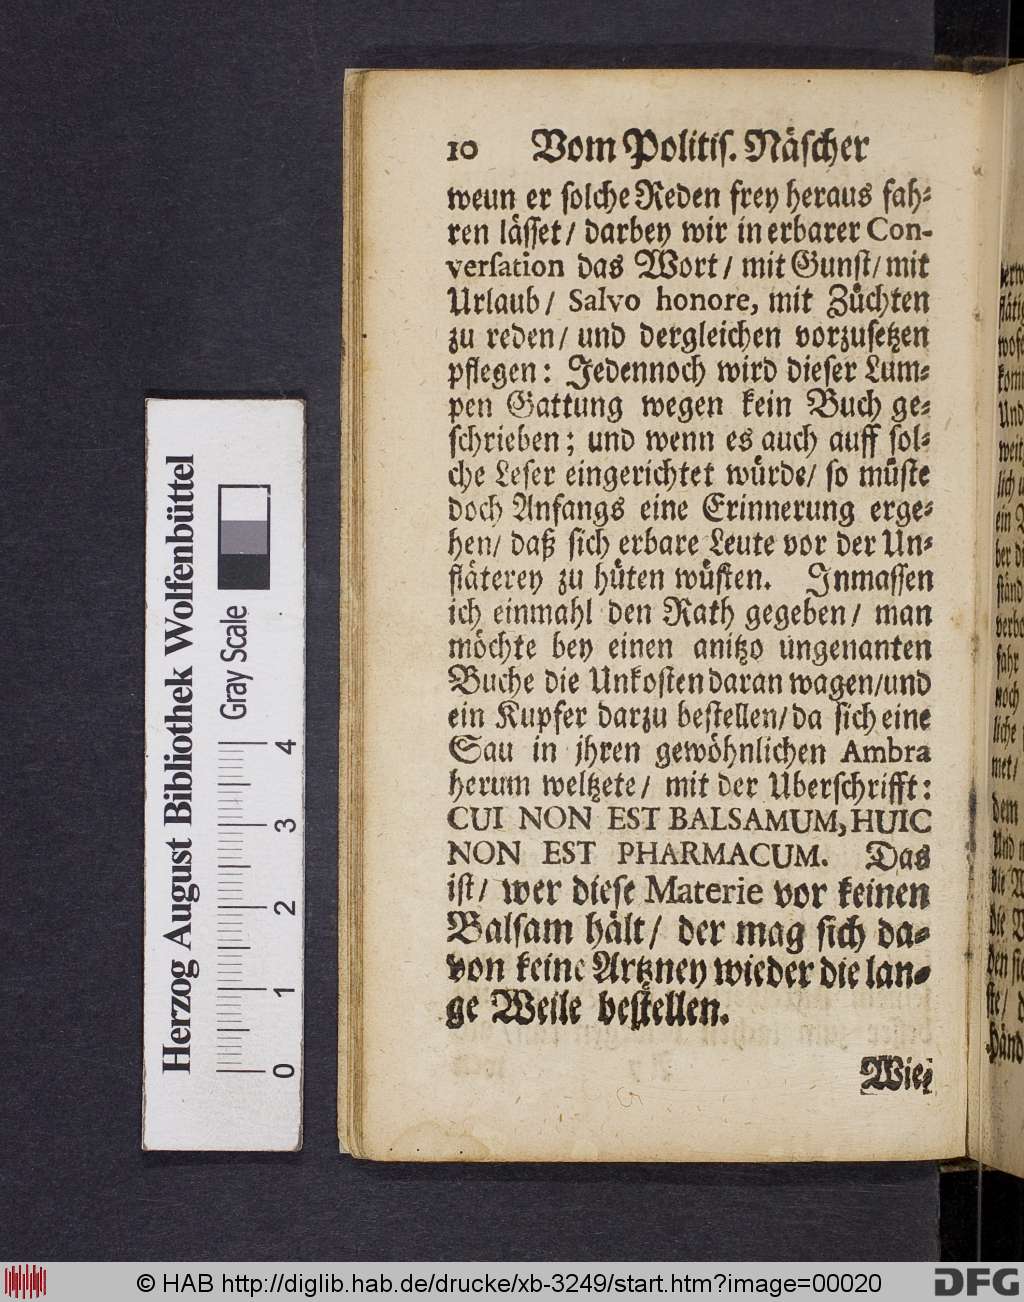 10 Vom Politiſ. Näſcher
weun er ſolche Reden frey heraus fah⸗
ren läſſet / darbey wir in erbarer Con-
verſation das Wort / mit Gunſt / mit
Urlaub / Salvo honore, mit Züchten
zu reden / und dergleichen vorzuſetzen
pflegen: Jedennoch wird dieſer Lum⸗
pen Gattung wegen kein Buch ge⸗
ſchrieben; und wenn es auch auff ſol⸗
che Leſer eingerichtet würde / ſo müſte
doch Anfangs eine Erinnerung erge⸗
hen / daß ſich erbare Leute vor der Un⸗
fläterey zu hüten wüſten. Inmaſſen
ich einmahl den Rath gegeben / man
möchte bey einen anitzo ungenanten
Buche die Unkoſten daran wagen / und
ein Kupfer darzu beſtellen / da ſich eine
Sau in jhren gewöhnlichen Ambra
herum weltzete / mit der Uberſchrifft:
CUI NON EST BALSAMUM, HUIC
NON EST PHARMACUM. Das
iſt / wer dieſe Materie vor keinen
Balſam hält / der mag ſich da⸗
von keine Artzney wieder die lan⸗
ge Weile beſtellen.
Wie⸗
Herzog August Bibliothek Wolfenbüttel
Gray Scale
0 1 2 3 4
© HAB http://diglib.hab.de/drucke/xb-3249/start.htm?image=00020
DFG